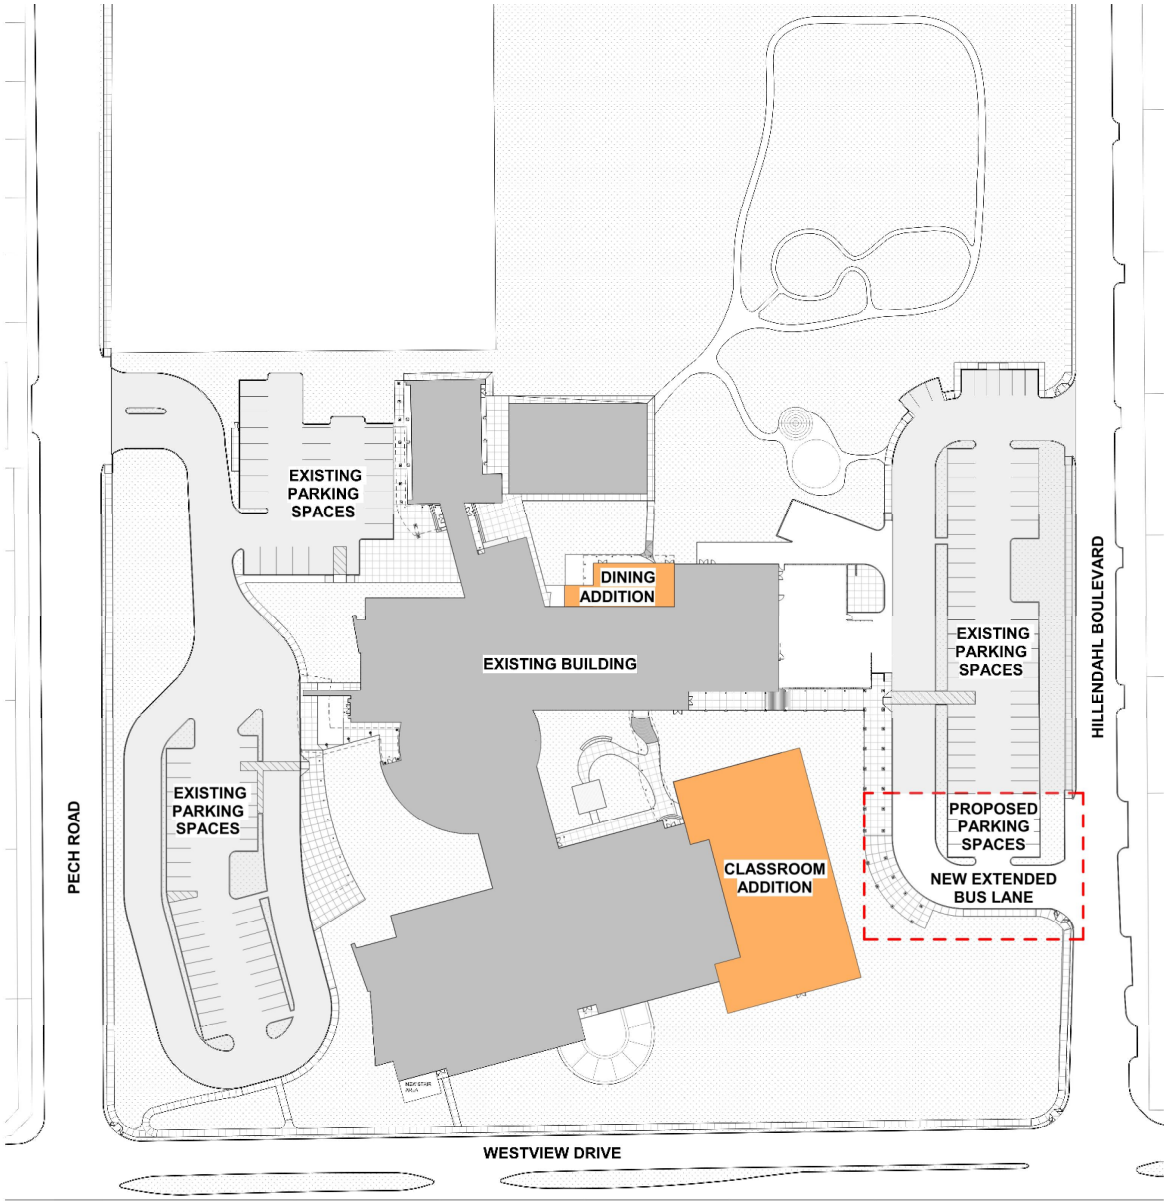 EXISTING
PARKING
SPACES
DINING
ADDITION
EXISTING BUILDING
EXISTING
PARKING
SPACES
HILLENDAHL BOULEVARD
EXISTING
PARKING
SPACES
PECH ROAD
PROPOSED
PARKING
SPACES
CLASSROOM
ADDITION
NEW EXTENDED
BUS LANE
WESTVIEW DRIVE